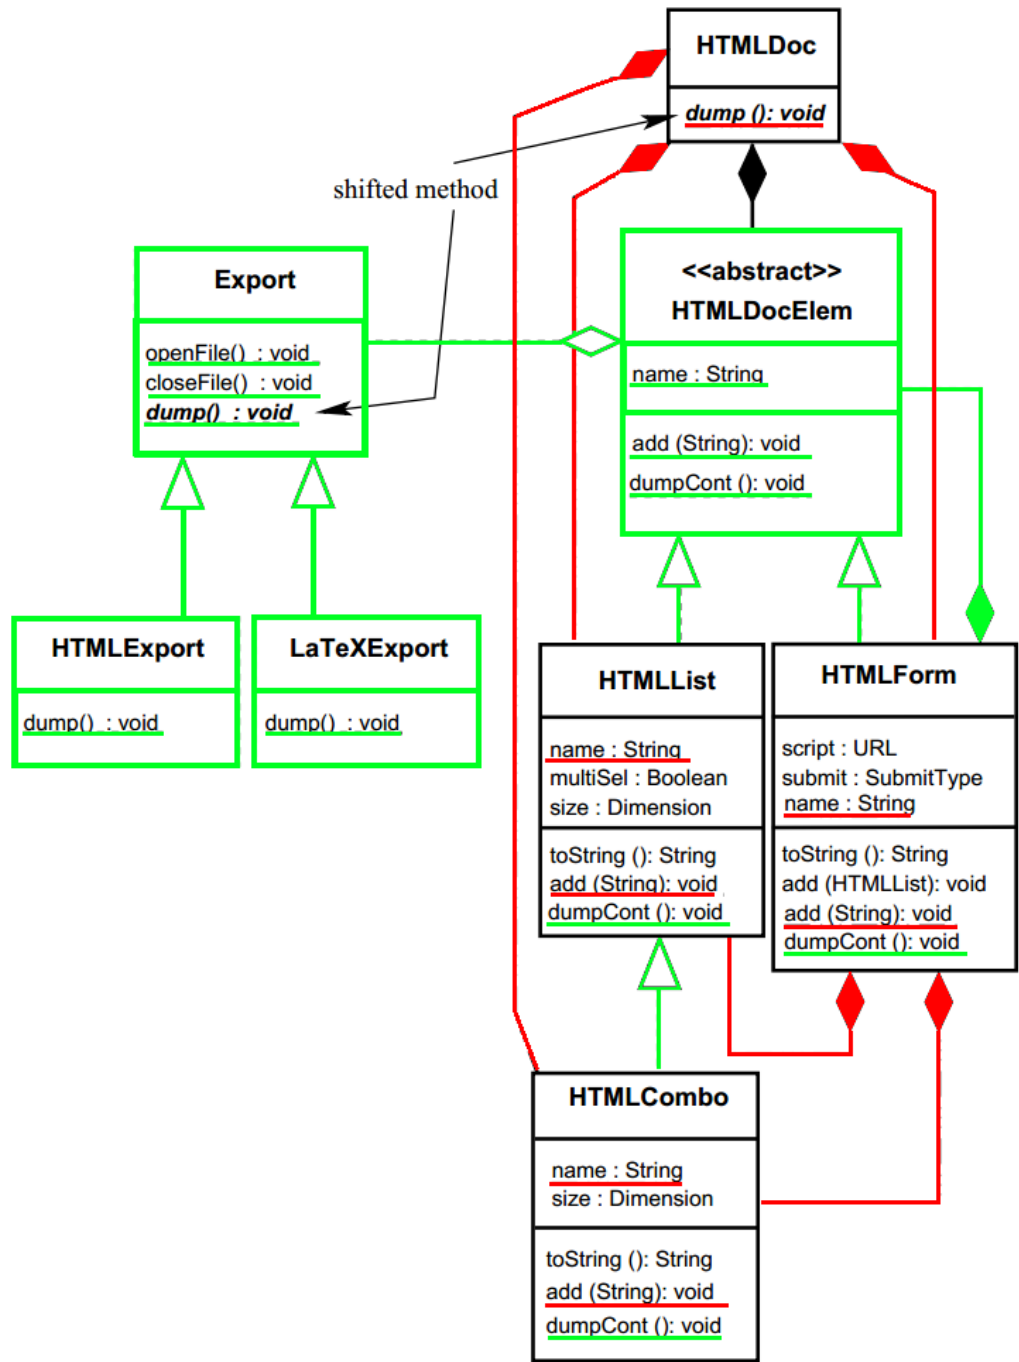 HTMLDoc
dump (): void
shifted method
Export
openFile() : void
closeFile() : void
dump() : void
<<abstract>>
HTMLDocElem
name : String
add (String): void
dumpCont (): void
HTMLExport
dump() : void
LaTeXExport
dump() : void
HTMLList
name : String
multiSel : Boolean
size : Dimension
toString (): String
add (String): void
dumpCont (): void
HTMLForm
script : URL
submit : SubmitType
name : String
toString (): String
add (HTMLList): void
add (String): void
dumpCont (): void
HTMLCombo
name : String
size : Dimension
toString (): String
add (String): void
dumpCont (): void